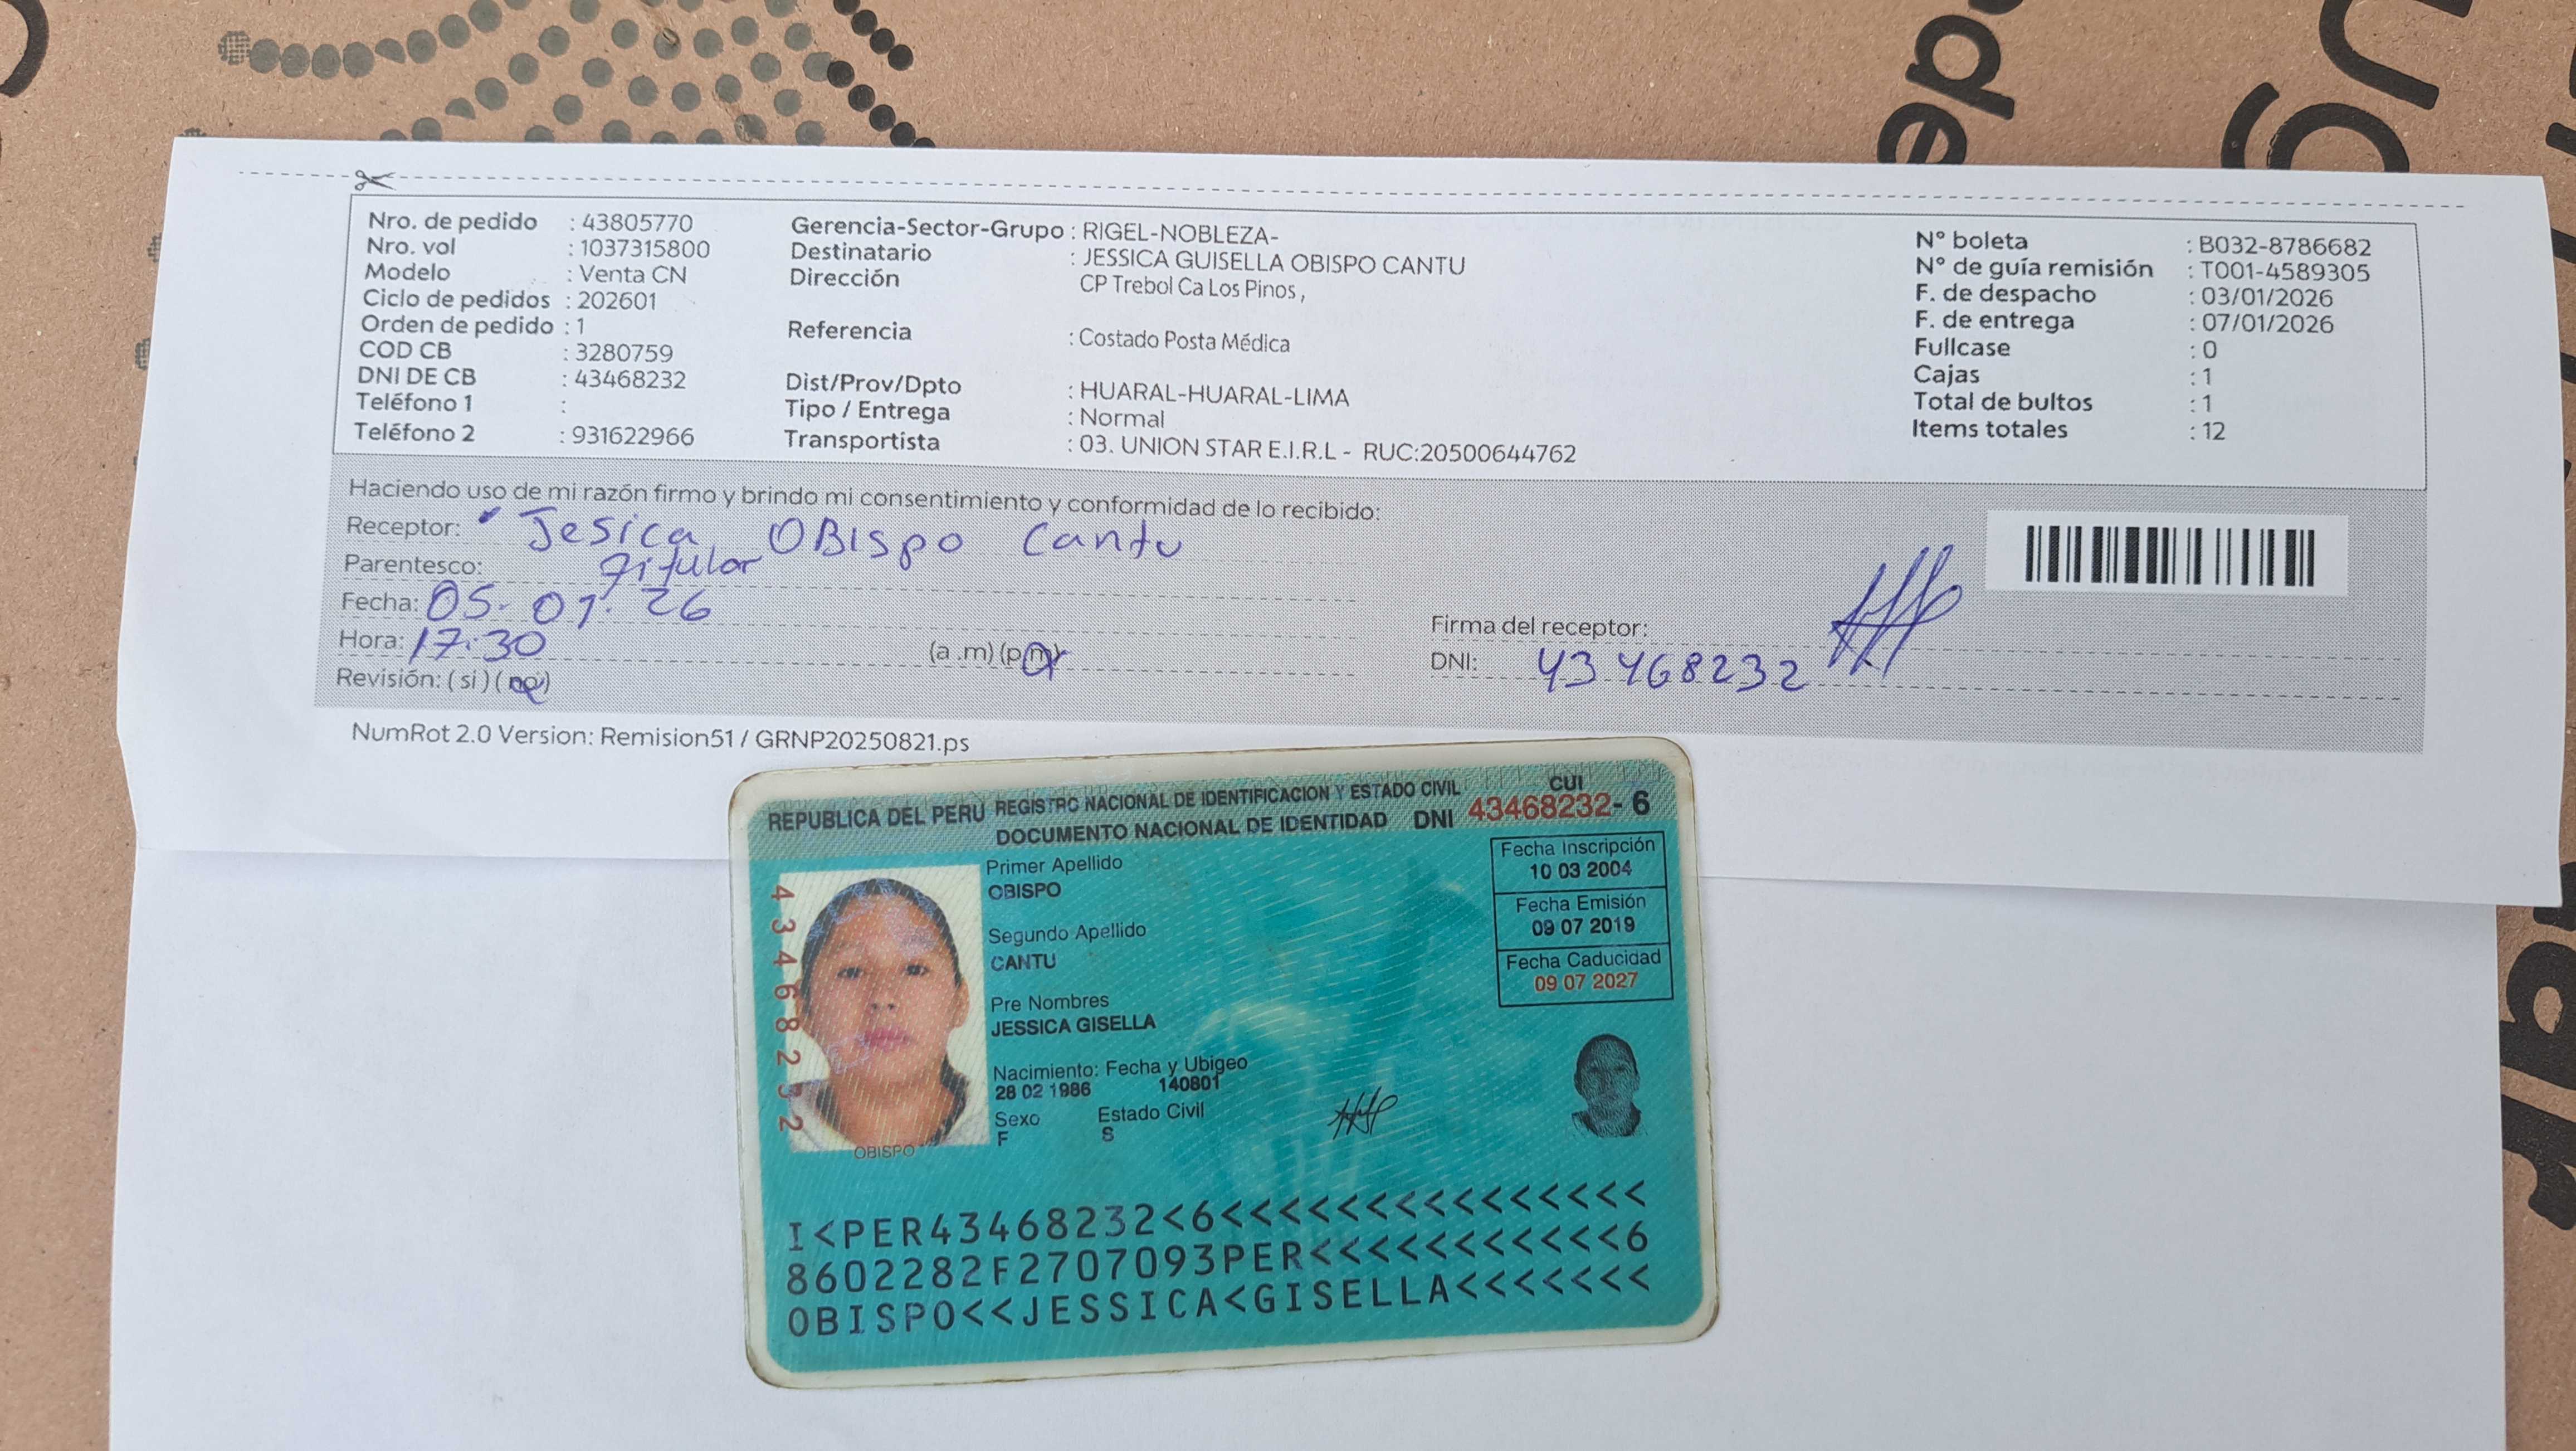 de
Nro. de pedido : 43805770
Nro. vol : 1037315800
Modelo : Venta CN
Ciclo de pedidos : 202601
Orden de pedido : 1
COD CB : 3280759
DNI DE CB : 43468232
Teléfono 1 :
Teléfono 2 : 931622966
Gerencia-Sector-Grupo : RIGEL-NOBLEZA-
Destinatario : JESSICA GUISELLA OBISPO CANTU
Dirección CP Trebol Ca Los Pinos ,
Referencia : Costado Posta Médica
Dist/Prov/Dpto : HUARAL-HUARAL-LIMA
Tipo / Entrega : Normal
Transportista : 03. UNION STAR E.I.R.L - RUC:20500644762
N° boleta : B032-8786682
N° de guía remisión : T001-4589305
F. de despacho : 03/01/2026
F. de entrega : 07/01/2026
Fullcase : 0
Cajas : 1
Total de bultos : 1
Items totales : 12
Haciendo uso de mi razón firmo y brindo mi consentimiento y conformidad de lo recibido:
Receptor: Jesica OBispo Cantu
Parentesco: Titular
Fecha: 05-01-26
Hora: 17:30 (a .m) (p.m)
Revisión: ( si ) ( no )
Firma del receptor:
DNI: 43468232
NumRot 2.0 Version: Remision51 / GRNP20250821.ps
REPUBLICA DEL PERU REGISTRO NACIONAL DE IDENTIFICACION Y ESTADO CIVIL
DOCUMENTO NACIONAL DE IDENTIDAD DNI
CUI
43468232-6
Primer Apellido
OBISPO
Segundo Apellido
CANTU
Pre Nombres
JESSICA GISELLA
Nacimiento: Fecha y Ubigeo
28 02 1986 140801
Sexo Estado Civil
F S
Fecha Inscripción
10 03 2004
Fecha Emisión
09 07 2019
Fecha Caducidad
09 07 2027
43468232
OBISPO
I<PER43468232<6<<<<<<<<<<<<<<<
8602282F2707093PER<<<<<<<<<<<6
OBISPO<<JESSICA<GISELLA<<<<<<<